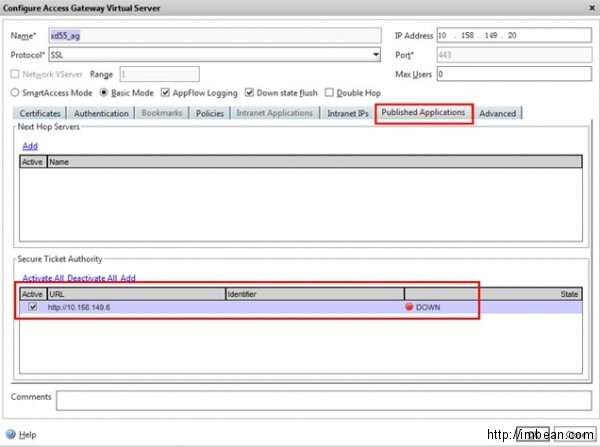 Configure Access Gateway Virtual Server
Name* xd55_ag IP Address 10 . 158 . 149 . 20
Protocol* SSL Port* 443
Network VServer Range 1 Max Users 0
SmartAccess Mode Basic Mode AppFlow Logging Down state flush Double Hop
Certificates Authentication Bookmarks Policies Intranet Applications Intranet IPs Published Applications Advanced
Next Hop Servers
Add
Active Name
Secure Ticket Authority
Activate All Deactivate All Add
Active URL Identifier State
http://10.158.149.6 DOWN
Comments
Help
http://imbean.com